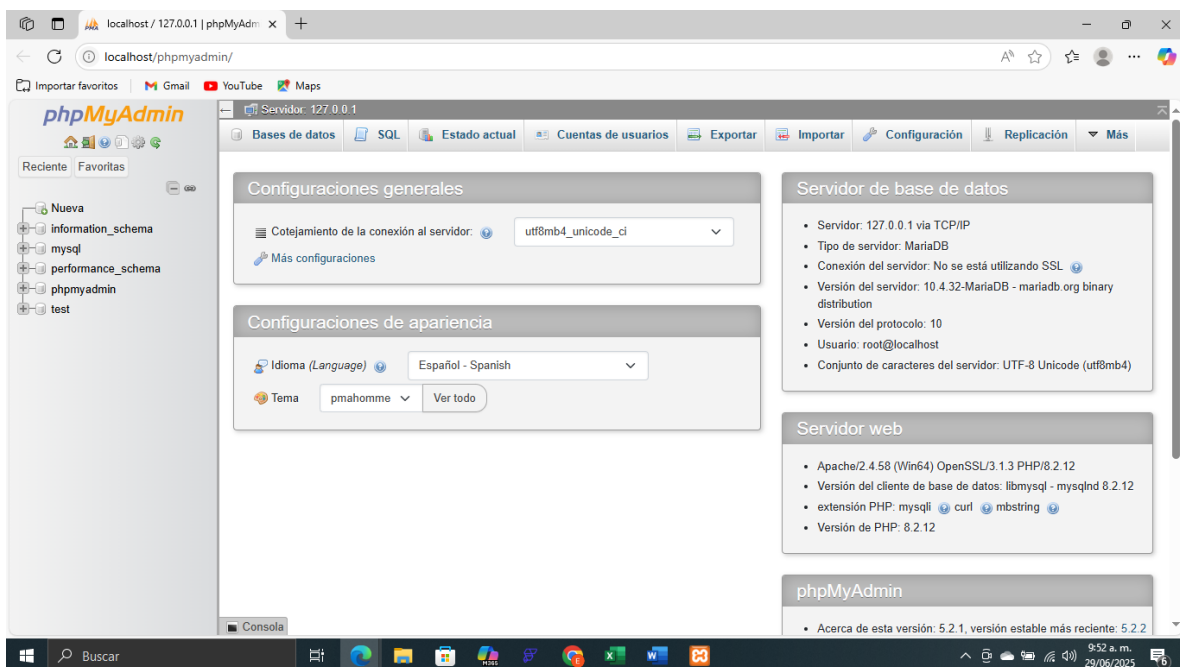 localhost / 127.0.0.1 | phpMyAdm
localhost/phpmyadmin/
Importar favoritos
Gmail
YouTube
Maps
phpMyAdmin
Reciente
Favoritas
Nueva
information_schema
mysql
performance_schema
phpmyadmin
test
Servidor: 127.0.0.1
Bases de datos
SQL
Estado actual
Cuentas de usuarios
Exportar
Importar
Configuración
Replicación
Más
Configuraciones generales
Cotejamiento de la conexión al servidor:
utf8mb4_unicode_ci
Más configuraciones
Configuraciones de apariencia
Idioma (Language)
Español - Spanish
Tema
pmahomme
Ver todo
Servidor de base de datos
Servidor: 127.0.0.1 via TCP/IP
Tipo de servidor: MariaDB
Conexión del servidor: No se está utilizando SSL
Versión del servidor: 10.4.32-MariaDB - mariadb.org binary
distribution
Versión del protocolo: 10
Usuario: root@localhost
Conjunto de caracteres del servidor: UTF-8 Unicode (utf8mb4)
Servidor web
Apache/2.4.58 (Win64) OpenSSL/3.1.3 PHP/8.2.12
Versión del cliente de base de datos: libmysql - mysqlnd 8.2.12
extensión PHP: mysqli curl mbstring
Versión de PHP: 8.2.12
phpMyAdmin
Acerca de esta versión: 5.2.1, versión estable más reciente: 5.2.2
Consola
Buscar
M365
9:52 a. m.
29/06/2025
6